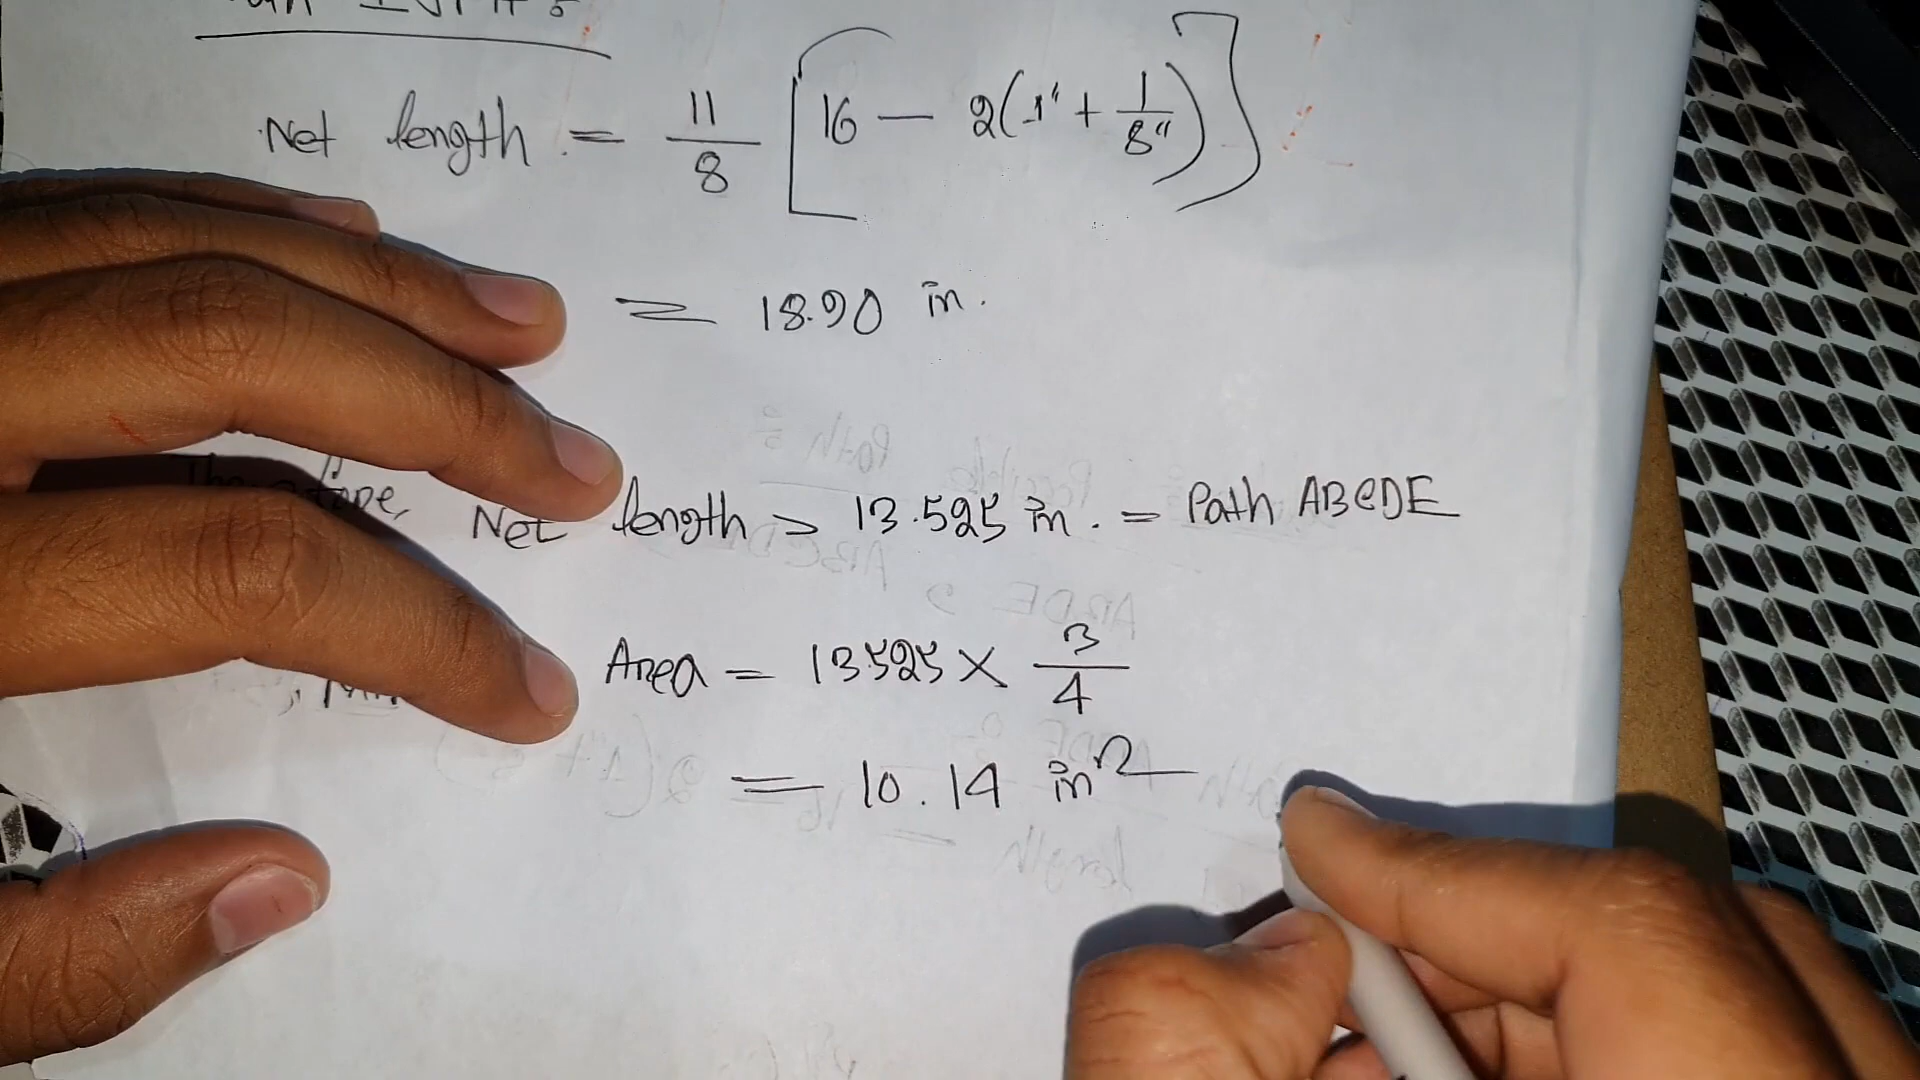 Net length = 11/8 [16 - 2(1" + 1/8")]
= 18.90 in.
Therefore, Net length = 13.525 in. = Path ABCDE
Area = 13.525 × 3/4
= 10.14 in²